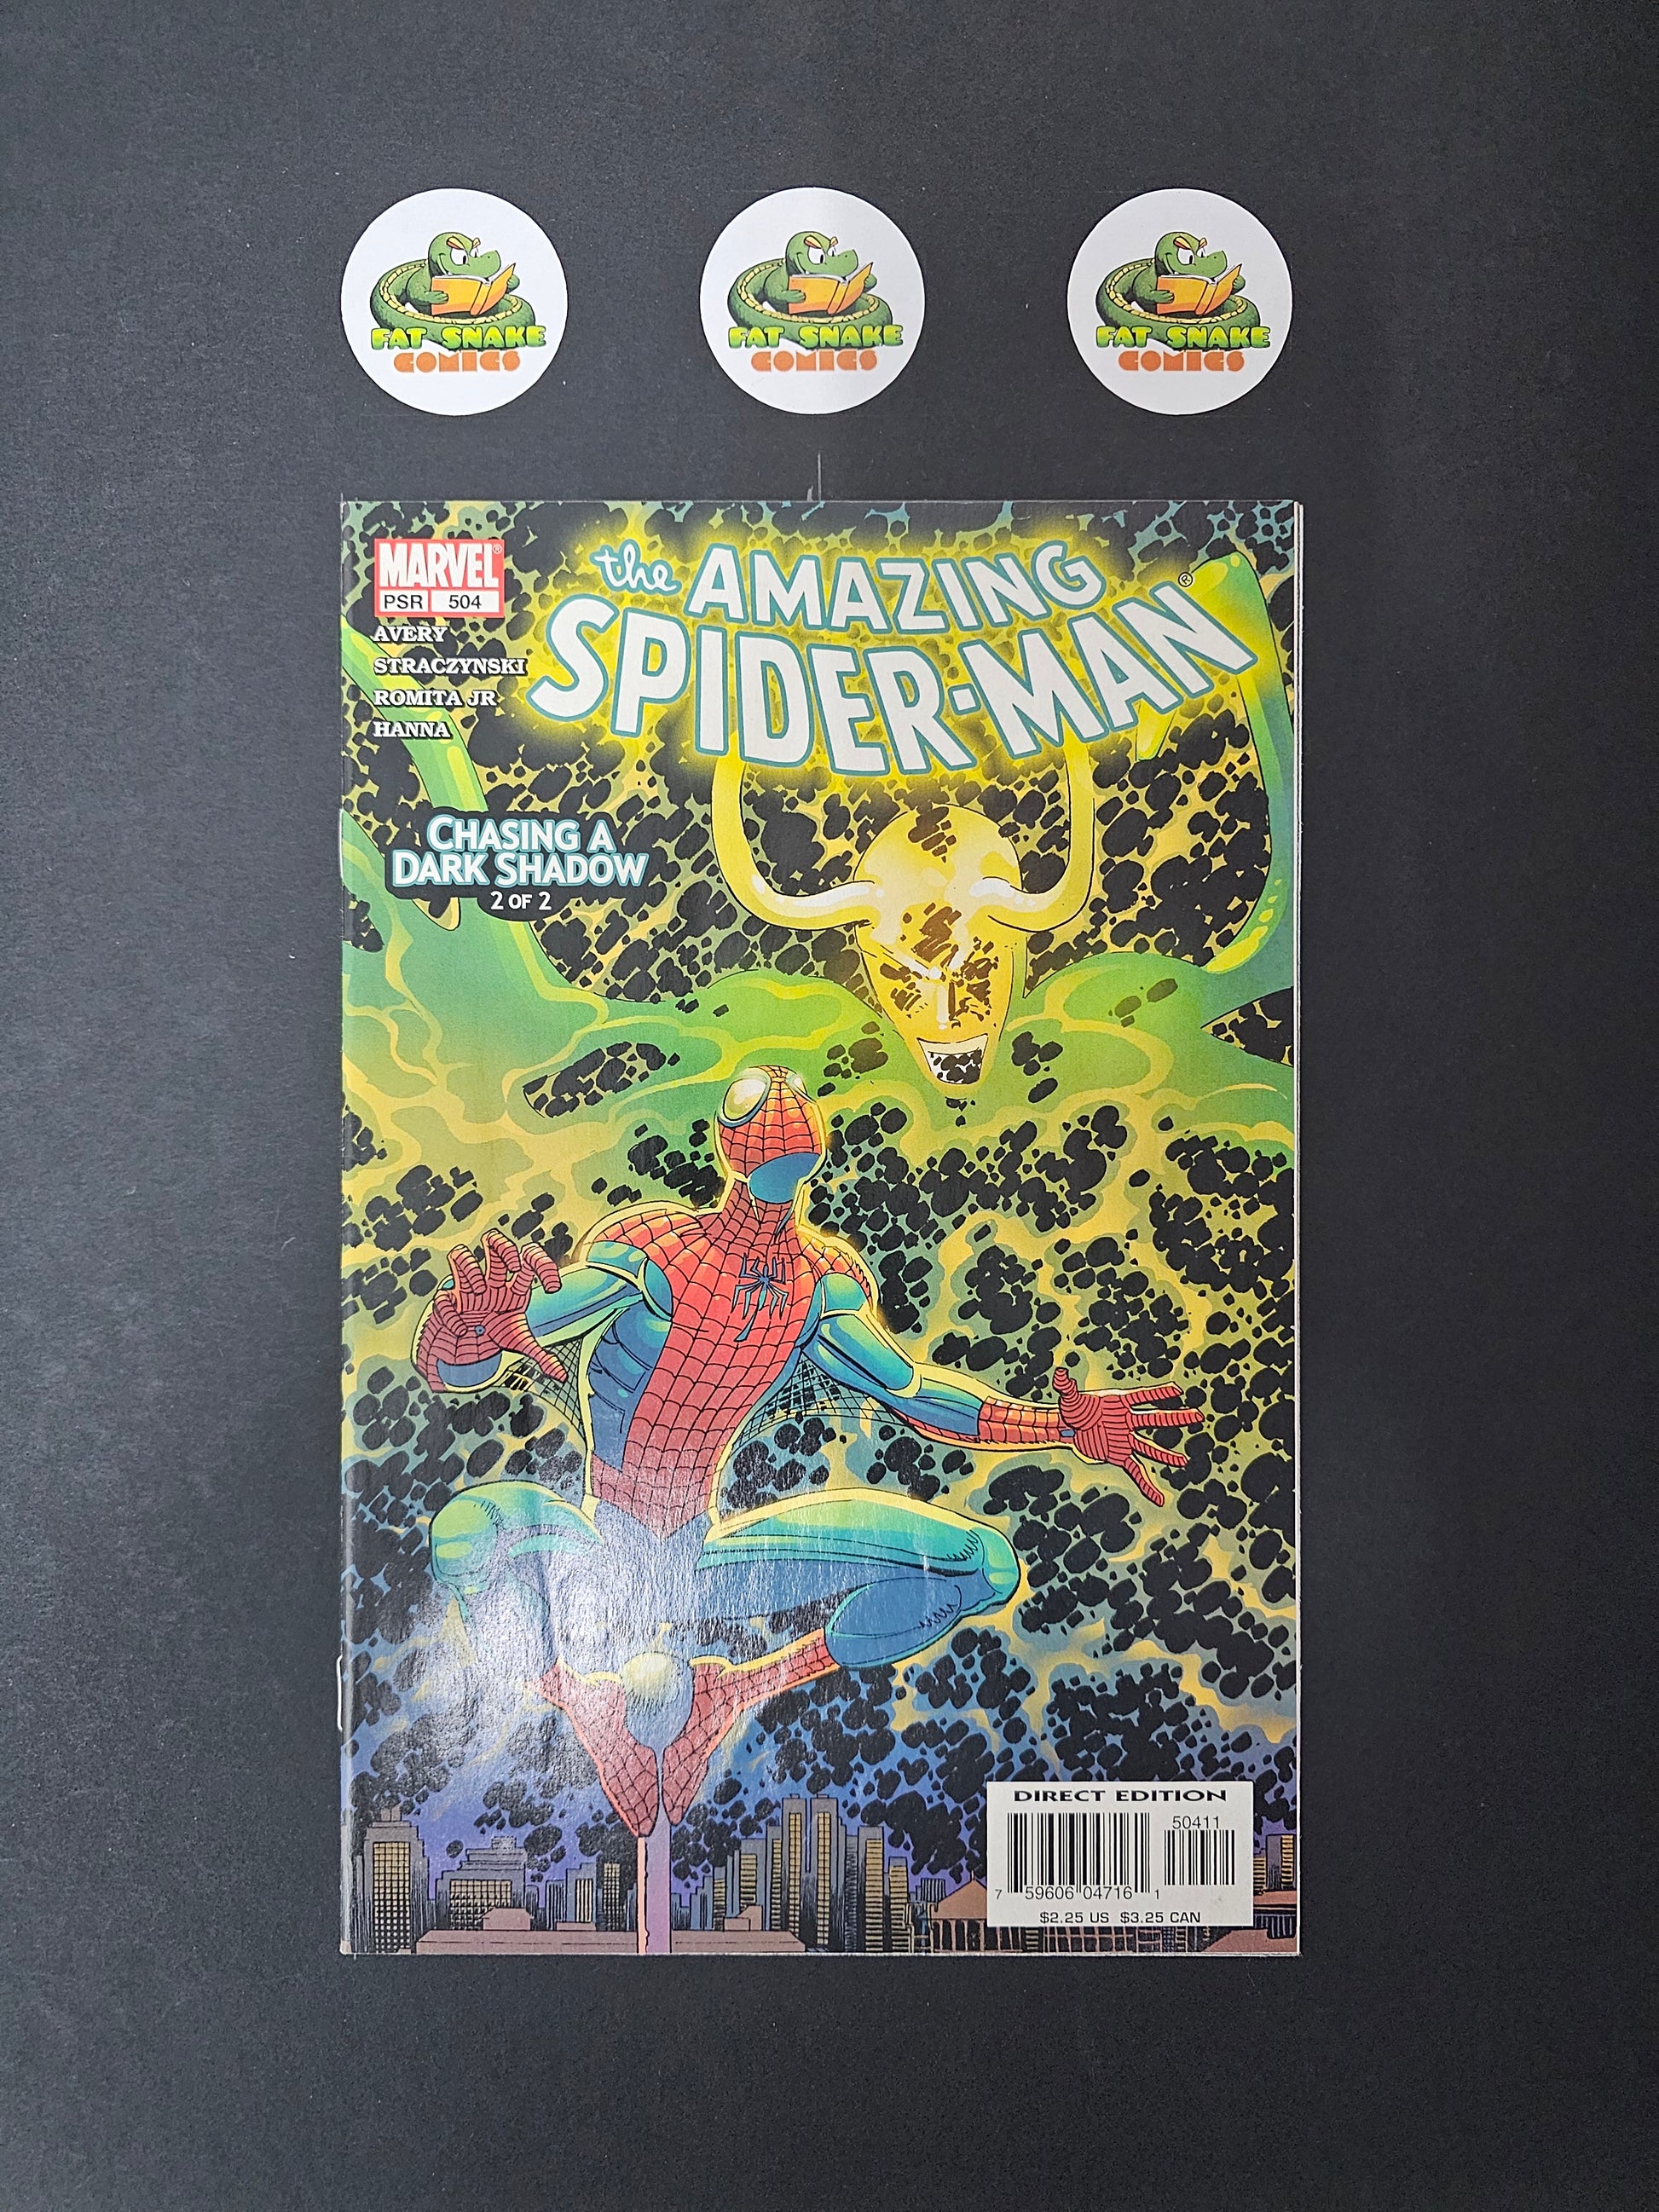 FAT SNAKE
COMICS
FAT SNAKE
COMICS
FAT SNAKE
COMICS
MARVEL®
PSR 504
AVERY
STRACZYNSKI
ROMITA JR
HANNA
the AMAZING
SPIDER-MAN®
CHASING A
DARK SHADOW
2 OF 2
DIRECT EDITION
50411
7 59606 04716 1
$2.25 US $3.25 CAN